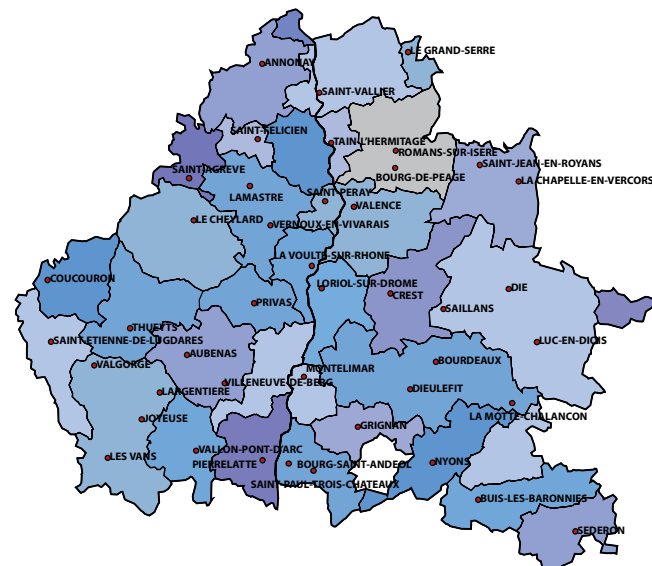 LE GRAND-SERRE
ANNONAY
SAINT-VALLIER
SAINT-FELICIEN
TAIN-L'HERMITAGE
ROMANS-SUR-ISERE
SAINT-JEAN-EN-ROYANS
SAINT-AGREVE
BOURG-DE-PEAGE
LA CHAPELLE-EN-VERCORS
LAMASTRE
SAINT-PERAY
VALENCE
LE CHEYLARD
VERNOUX-EN-VIVARAIS
LA VOULTE-SUR-RHONE
COUCOURON
LORIOL-SUR-DROME
DIE
CREST
PRIVAS
SAILLANS
THUEYTS
SAINT-ETIENNE-DE-LUGDARES
LUC-EN-DIOIS
AUBENAS
VALGORGE
MONTELIMAR
BOURDEAUX
VILLENEUVE-DE-BERG
LARGENTIERE
DIEULEFIT
JOYEUSE
LA MOTTE-CHALANCON
GRIGNAN
LES VANS
VALLON-PONT-D'ARC
PIERRELATTE
BOURG-SAINT-ANDEOL
NYONS
SAINT-PAUL-TROIS-CHATEAUX
BUIS-LES-BARONNIES
SEDERON